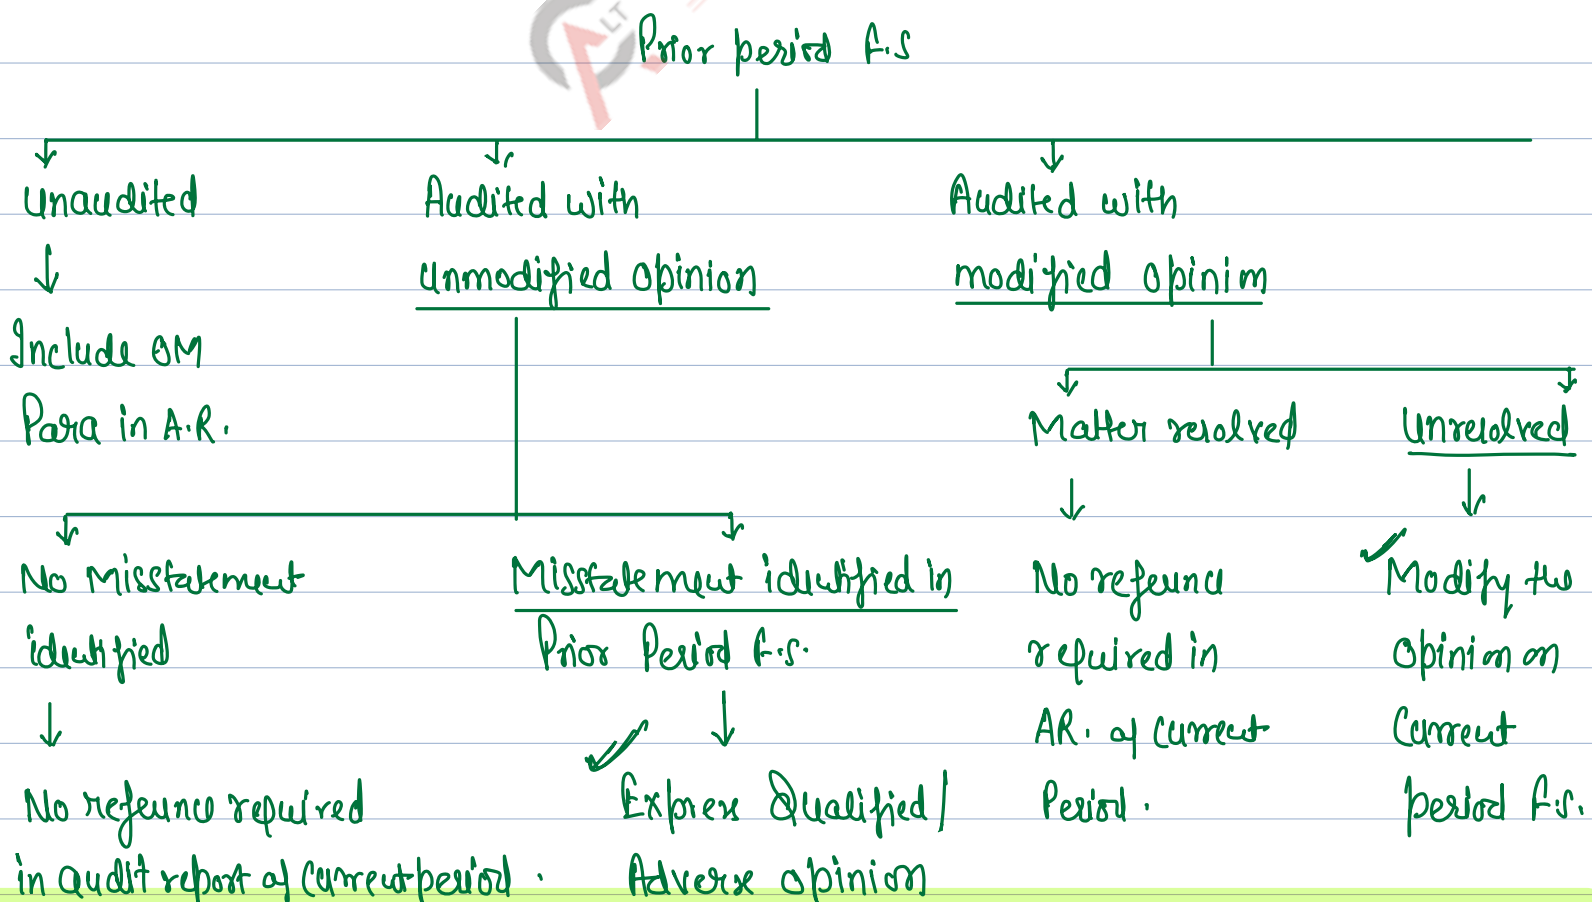 LT
Prior period F.S
Unaudited
Include OM
Para in A.R.
Audited with
unmodified opinion
No Misstatement
identified
No reference required
in audit report of current period.
Misstatement identified in
Prior Period F.S.
Express Qualified/
Adverse opinion
Audited with
modified opinion
Matter resolved
No reference
required in
AR. of current
Period.
Unresolved
Modify the
opinion on
Current
period F.S.